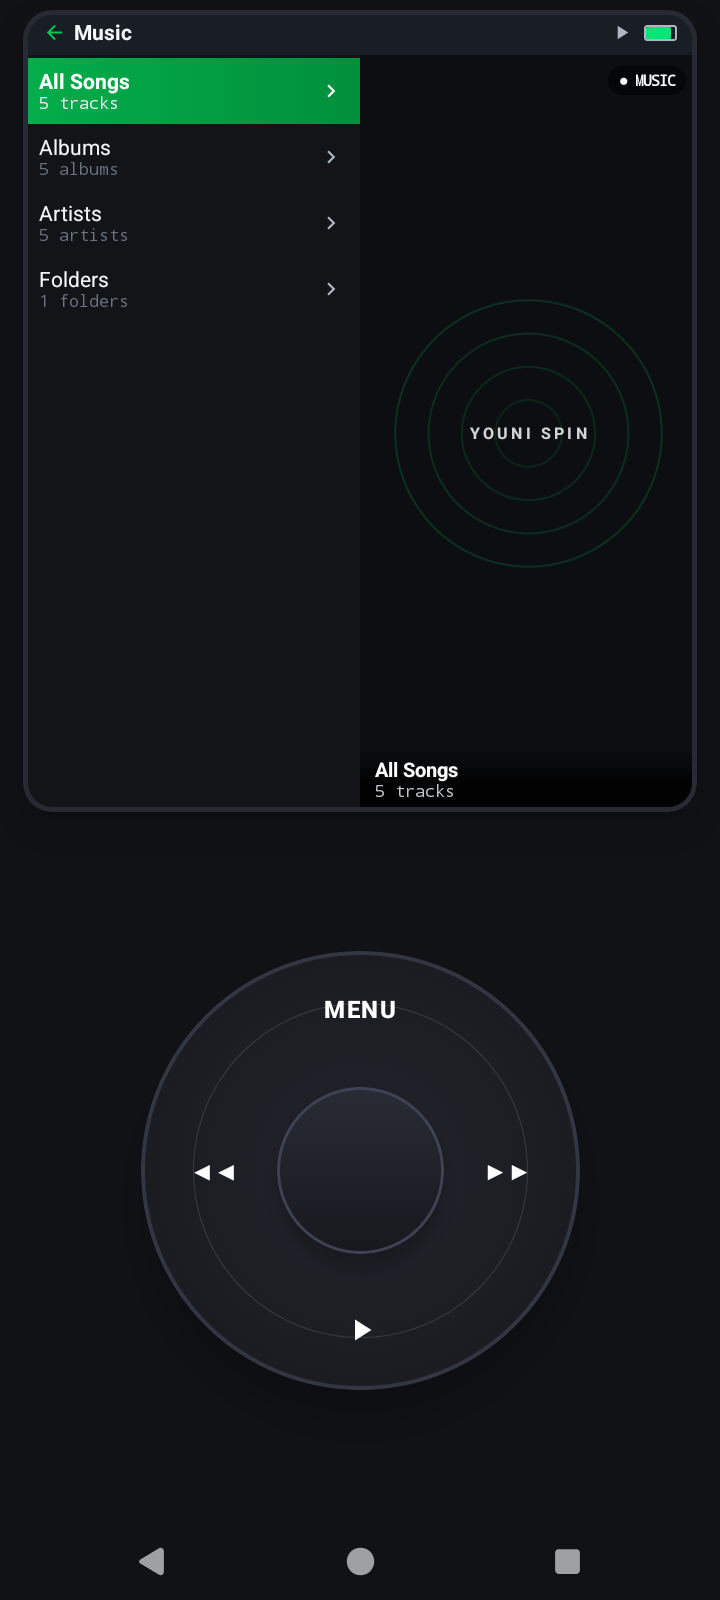 Music
All Songs
5 tracks
Albums
5 albums
Artists
5 artists
Folders
1 folders
MUSIC
YOUNI SPIN
All Songs
5 tracks
MENU